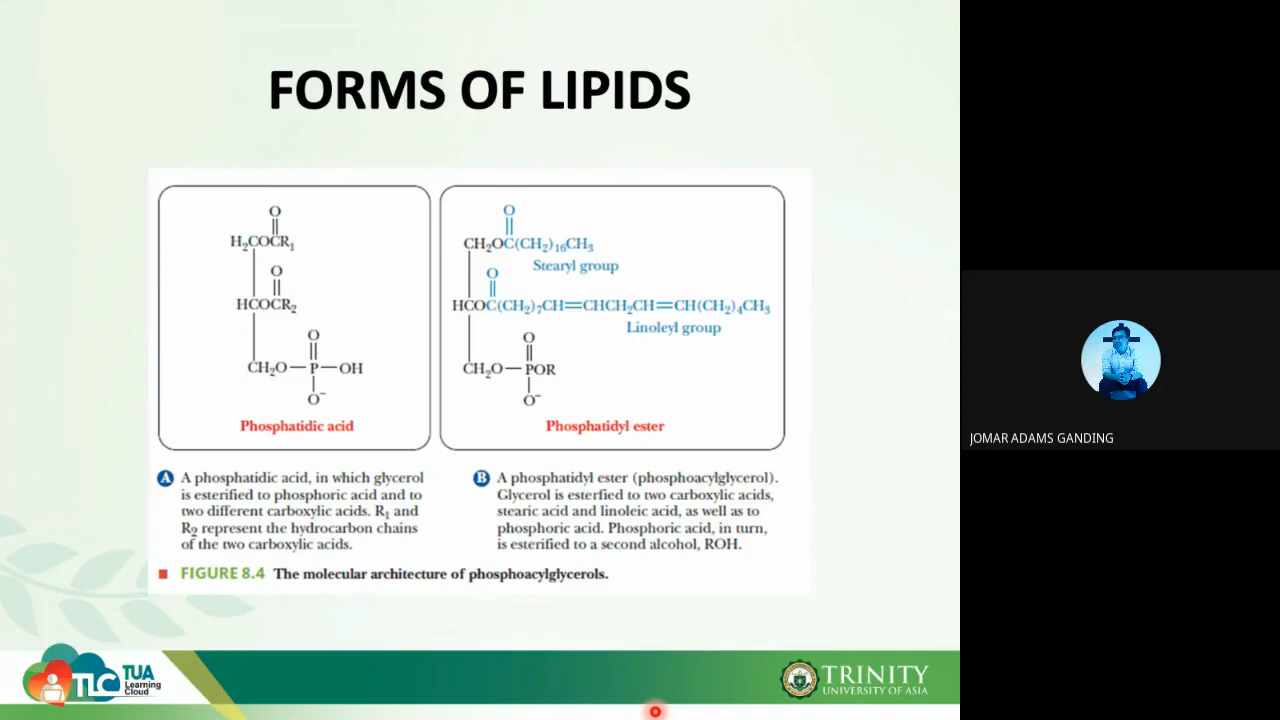 FORMS OF LIPIDS
O
H₂COCR₁
O
HCOCR₂
O
CH₂O—P—OH
O⁻
Phosphatidic acid
O
CH₂OC(CH₂)₁₆CH₃
Stearyl group
O
HCOC(CH₂)₇CH=CHCH₂CH=CH(CH₂)₄CH₃
Linoleyl group
O
CH₂O—POR
O⁻
Phosphatidyl ester
A A phosphatidic acid, in which glycerol
is esterified to phosphoric acid and to
two different carboxylic acids. R₁ and
R₂ represent the hydrocarbon chains
of the two carboxylic acids.
B A phosphatidyl ester (phosphoacylglycerol).
Glycerol is esterfied to two carboxylic acids,
stearic acid and linoleic acid, as well as to
phosphoric acid. Phosphoric acid, in turn,
is esterified to a second alcohol, ROH.
FIGURE 8.4 The molecular architecture of phosphoacylglycerols.
TLC TUA
Learning
Cloud
TRINITY
UNIVERSITY OF ASIA
JOMAR ADAMS GANDING